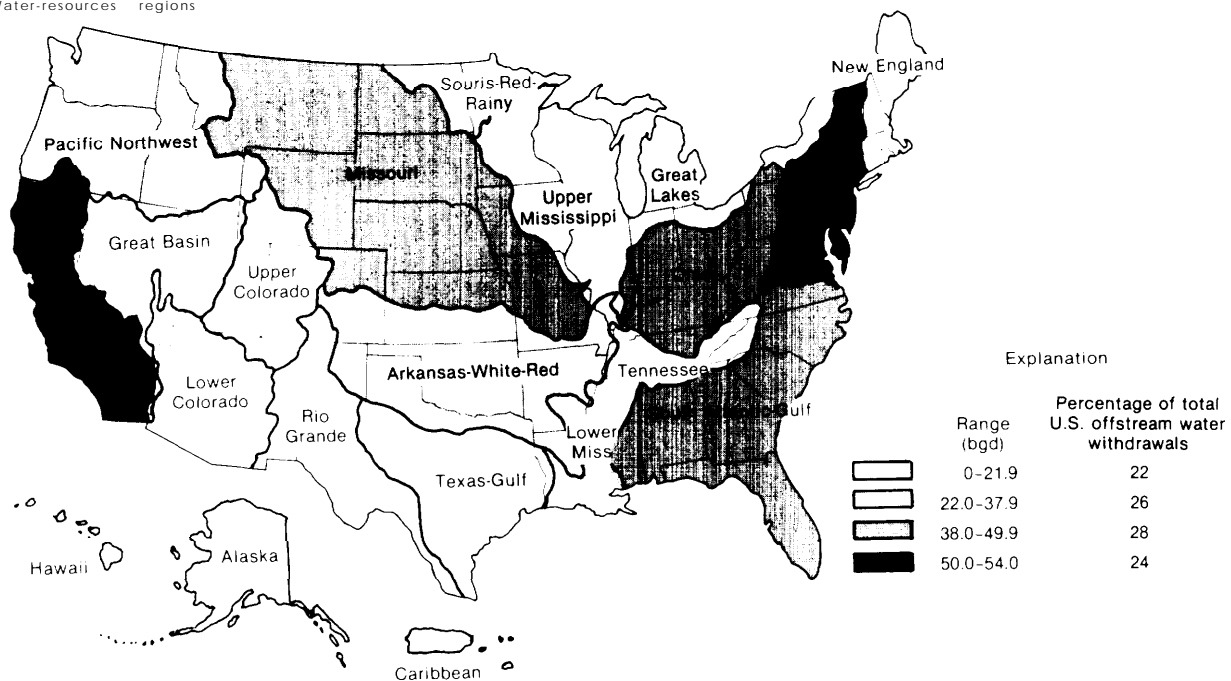 Water-resources regions
New England
Souris-Red-
Rainy
Pacific Northwest
Missouri
Great
Lakes
Upper
Mississippi
Great Basin
Upper
Colorado
Arkansas-White-Red
Tennessee
Lower
Colorado
Gulf
Rio
Grande
Lower
Miss
Texas-Gulf
Alaska
Hawaii
Caribbean
Explanation
Range
(bgd)
Percentage of total
U.S. offstream water
withdrawals
0-21.9 22
22.0-37.9 26
38.0-49.9 28
50.0-54.0 24